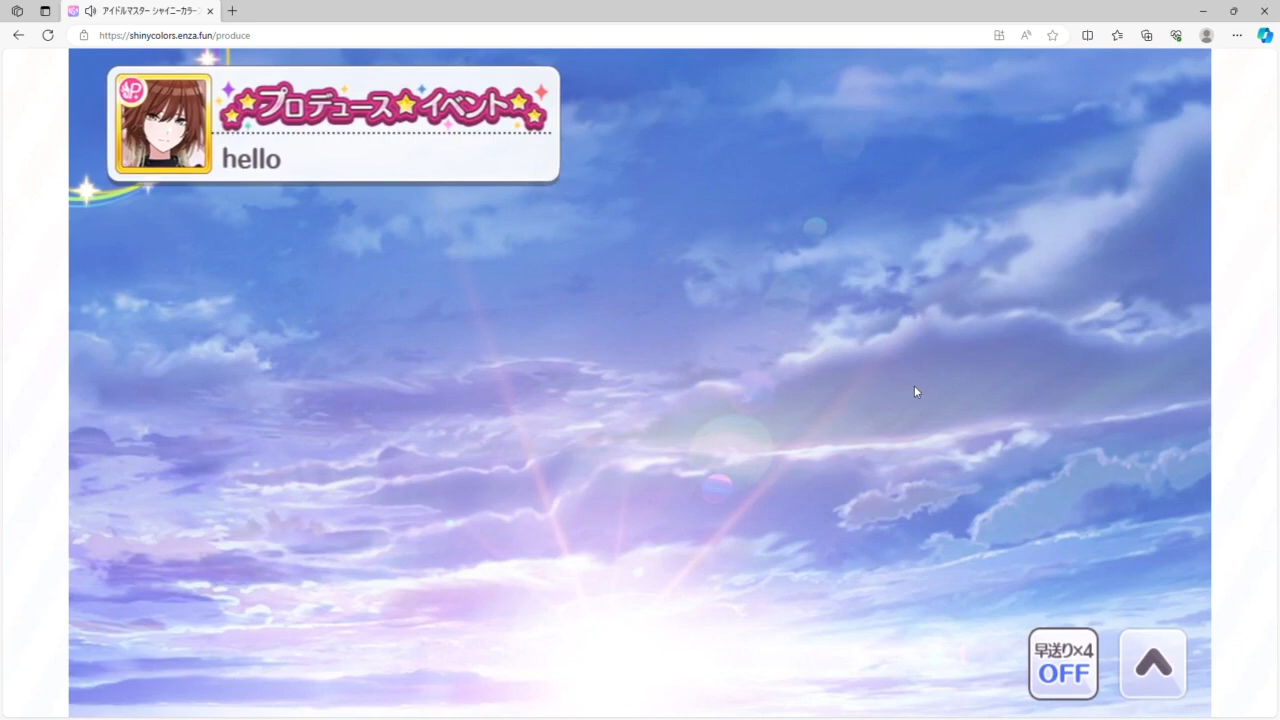 アイドルマスター シャイニーカラー
https://shinycolors.enza.fun/produce
P
プロデュース★イベント
hello
早送り×4
OFF